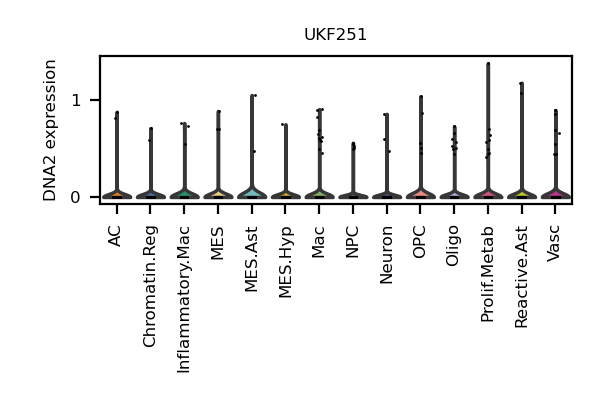 UKF251
DNA2 expression
1
0
AC
Chromatin.Reg
Inflammatory.Mac
MES
MES.Ast
MES.Hyp
Mac
NPC
Neuron
OPC
Oligo
Prolif.Metab
Reactive.Ast
Vasc